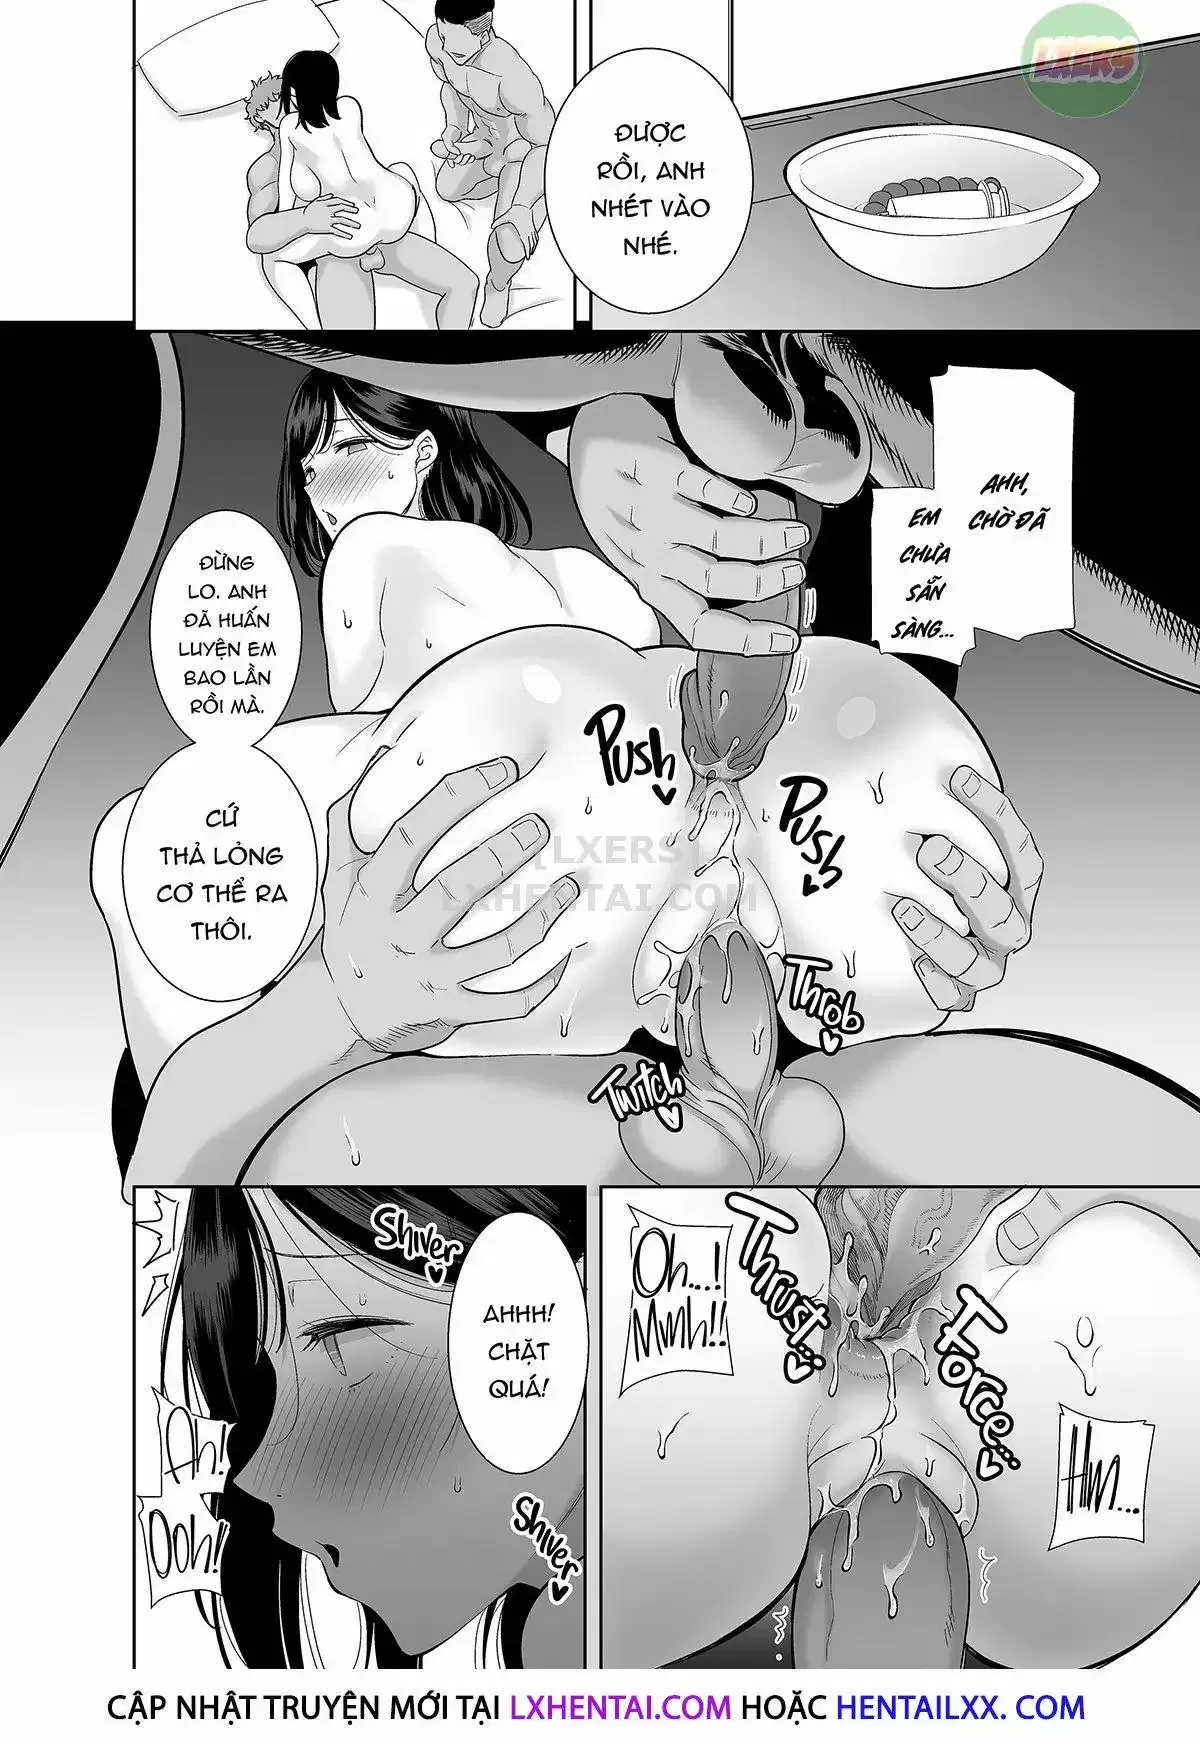 LXERS
ĐƯỢC
RỒI, ANH
NHÉT VÀO
NHÉ.
AHH,
CHỜ ĐÃ
EM
CHƯA
SẴN
SÀNG...
ĐỪNG
LO. ANH
ĐÃ HUẤN
LUYỆN EM
BAO LẦN
RỒI MÀ.
CỨ
THẢ LỎNG
CƠ THỂ RA
THÔI.
Push
Push
[LXERS]
LXHENTAI.COM
Throb
Twitch
Oh...!
Mmh!!
Thrust...
Force...
Hm...
Shiver
AHHH!
CHẶT
QUÁ!
Ah!
Ooh!!
Shiver
CẬP NHẬT TRUYỆN MỚI TẠI LXHENTAI.COM HOẶC HENTAILXX. COM